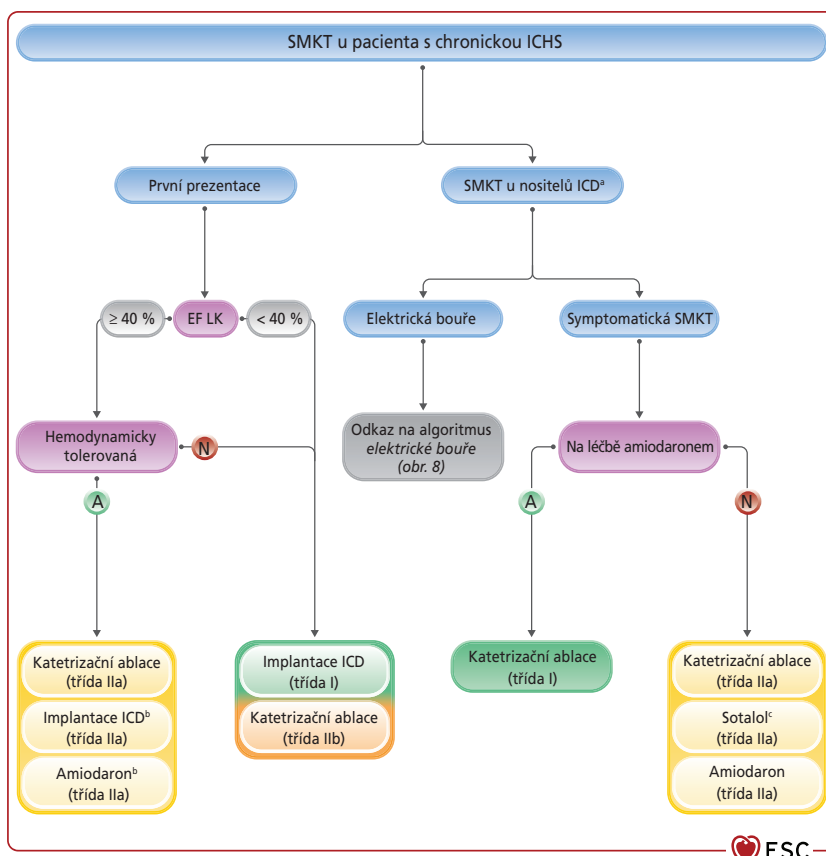 SMKT u pacienta s chronickou ICHS
První prezentace
SMKT u nositelů ICDᵃ
≥ 40 %
EF LK
< 40 %
Elektrická bouře
Symptomatická SMKT
Hemodynamicky
tolerovaná
N
Odkaz na algoritmus
elektrické bouře
(obr. 8)
Na léčbě amiodaronem
A
A
N
Katetrizační ablace
(třída IIa)
Implantace ICDᵇ
(třída IIa)
Amiodaronᵇ
(třída IIa)
Implantace ICD
(třída I)
Katetrizační ablace
(třída IIb)
Katetrizační ablace
(třída I)
Katetrizační ablace
(třída IIa)
Sotalolᶜ
(třída IIa)
Amiodaron
(třída IIa)
ESC